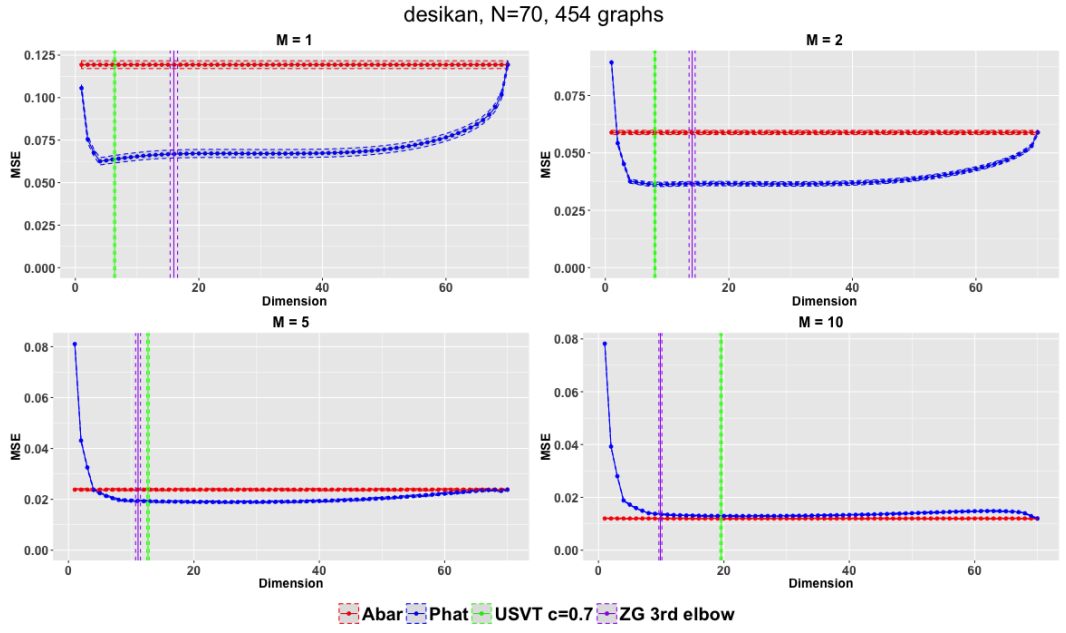 desikan, N=70, 454 graphs
M = 1
MSE
0.125
0.100
0.075
0.050
0.025
0.000
0 20 40 60
Dimension
M = 2
MSE
0.075
0.050
0.025
0.000
0 20 40 60
Dimension
M = 5
MSE
0.08
0.06
0.04
0.02
0.00
0 20 40 60
Dimension
M = 10
MSE
0.08
0.06
0.04
0.02
0.00
0 20 40 60
Dimension
Abar Phat USVT c=0.7 ZG 3rd elbow